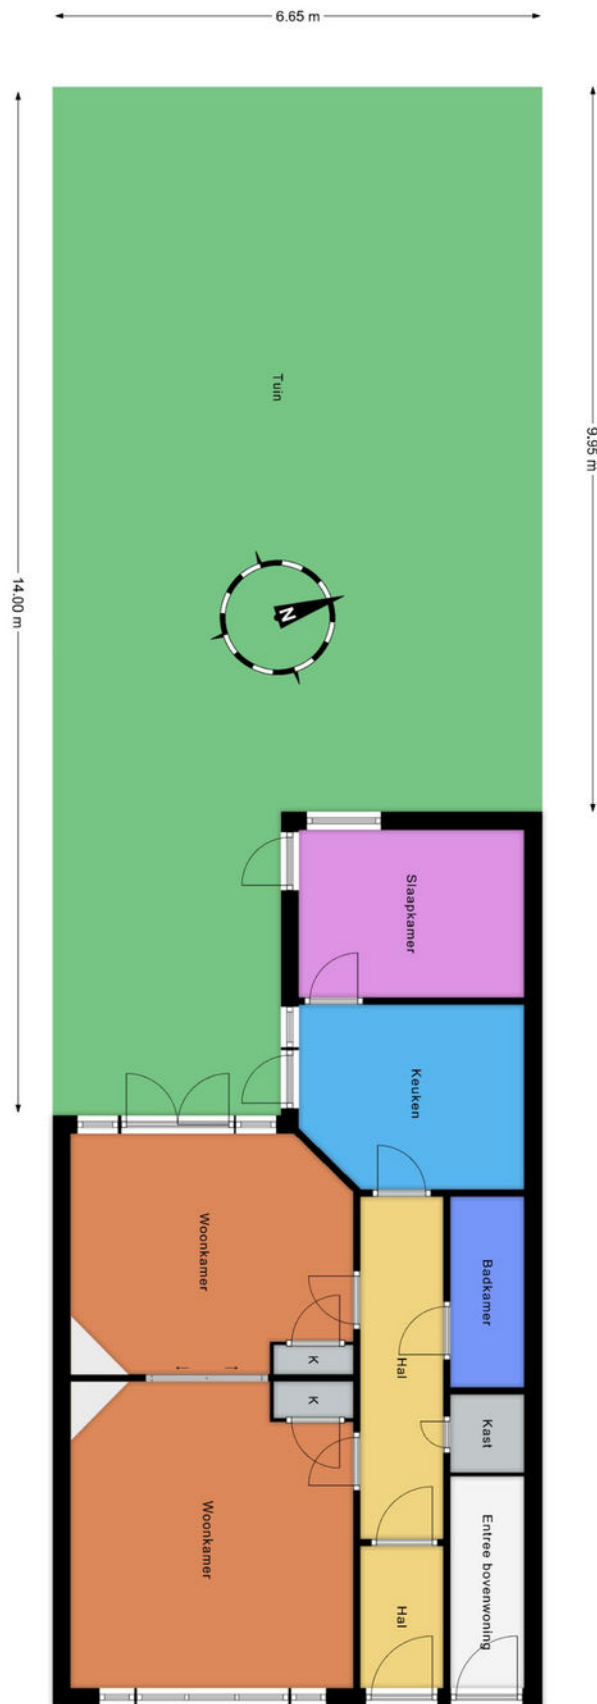 6.65 m
9.95 m
14.00 m
Tuin
N
Slaapkamer
Keuken
Woonkamer
Badkamer
K
Hal
K
Kast
Woonkamer
Hal
Entree bovenwoning